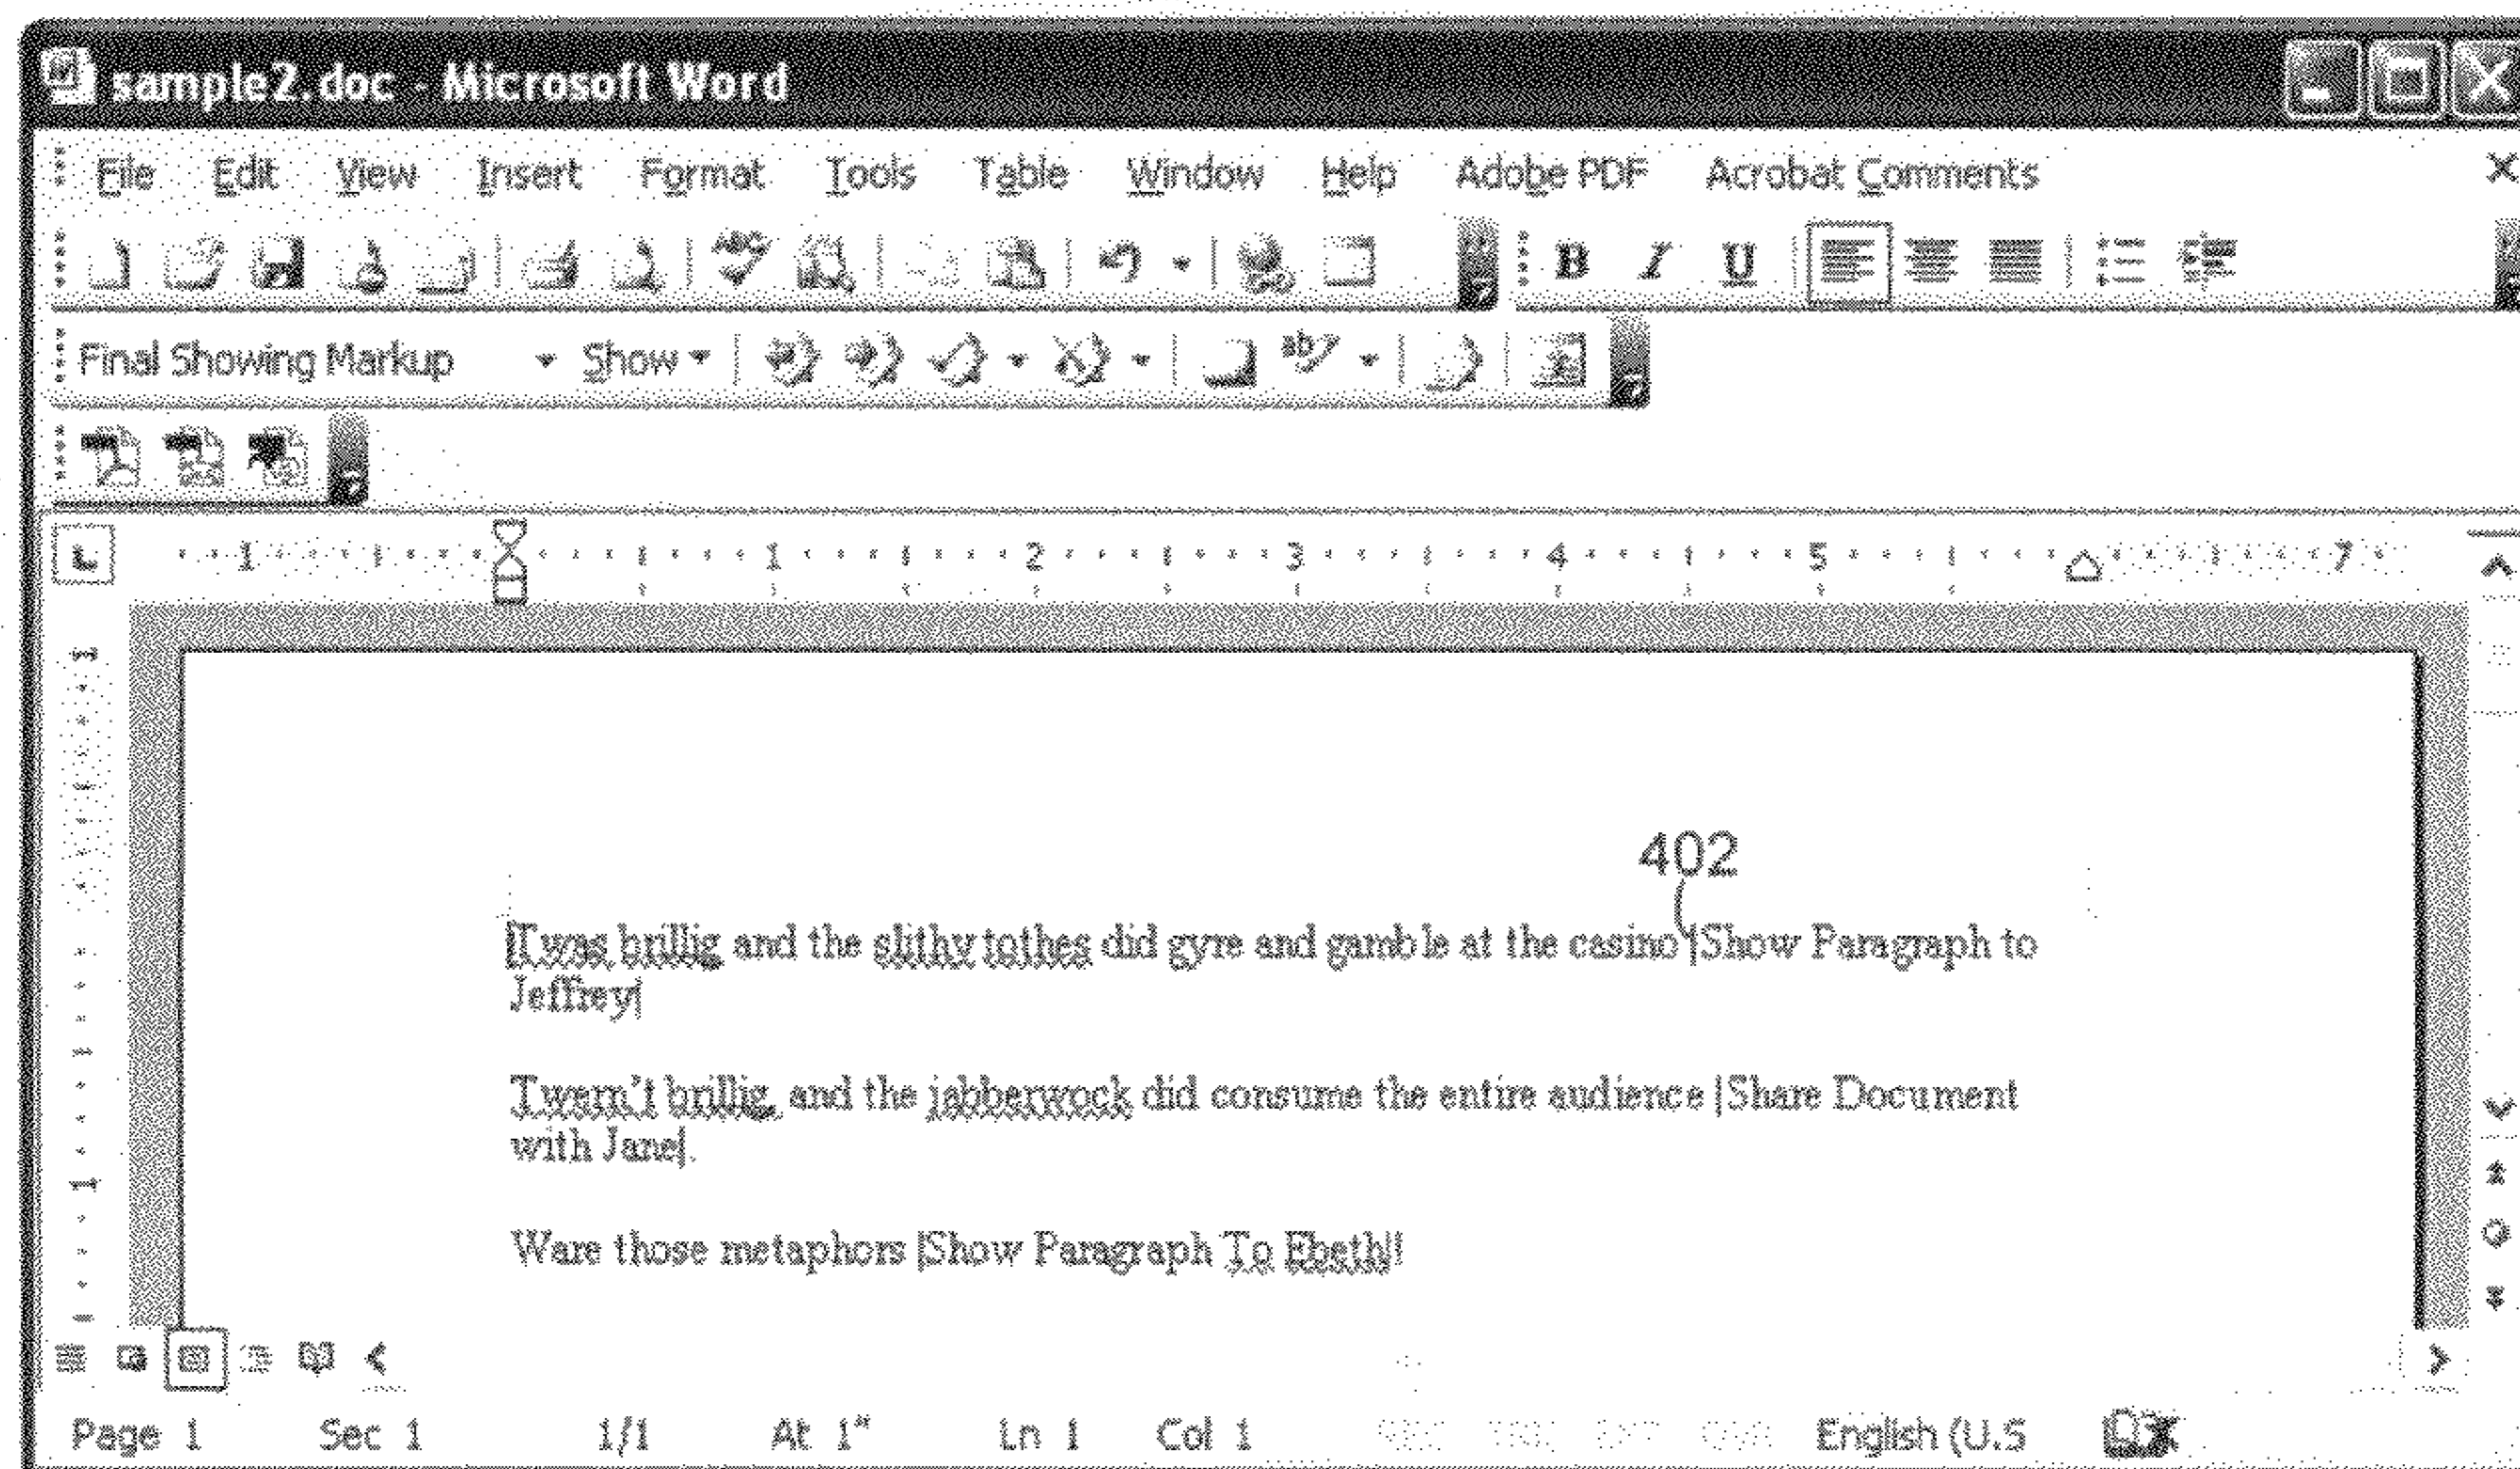 sample2.doc - Microsoft Word
File Edit View Insert Format Tools Table Window Help Adobe PDF Acrobat Comments
ABC B I U
Final Showing Markup Show ab
1 1 2 3 4 5 7
402
Twas brillig and the slithy tothes did gyre and gamble at the casino |Show Paragraph to
Jeffrey|
Twarn't brillig, and the jabberwock did consume the entire audience |Share Document
with Jane|.
Ware those metaphors |Show Paragraph To Ebeth|!
Page 1 Sec 1 1/1 At 1" Ln 1 Col 1 English (U.S